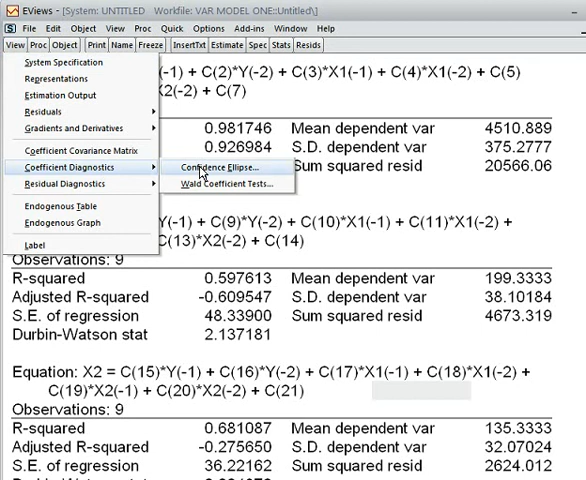 EViews - [System: UNTITLED   Workfile: VAR MODEL ONE::Untitled\]
File Edit Object View Proc Quick Options Add-ins Window Help
View Proc Object Print Name Freeze InsertTxt Estimate Spec Stats Resids
System Specification
Representations
Estimation Output
Residuals
Gradients and Derivatives
Coefficient Covariance Matrix
Coefficient Diagnostics
Residual Diagnostics
Endogenous Table
Endogenous Graph
Label
Confidence Ellipse...
Wald Coefficient Tests...
(-1) + C(2)*Y(-2) + C(3)*X1(-1) + C(4)*X1(-2) + C(5)
X2(-2) + C(7)
0.981746 Mean dependent var 4510.889
0.926984 S.D. dependent var 375.2777
Sum squared resid 20566.06
Y(-1) + C(9)*Y(-2) + C(10)*X1(-1) + C(11)*X1(-2) +
C(13)*X2(-2) + C(14)
Observations: 9
R-squared 0.597613 Mean dependent var 199.3333
Adjusted R-squared -0.609547 S.D. dependent var 38.10184
S.E. of regression 48.33900 Sum squared resid 4673.319
Durbin-Watson stat 2.137181
Equation: X2 = C(15)*Y(-1) + C(16)*Y(-2) + C(17)*X1(-1) + C(18)*X1(-2) +
C(19)*X2(-1) + C(20)*X2(-2) + C(21)
Observations: 9
R-squared 0.681087 Mean dependent var 135.3333
Adjusted R-squared -0.275650 S.D. dependent var 32.07024
S.E. of regression 36.22162 Sum squared resid 2624.012